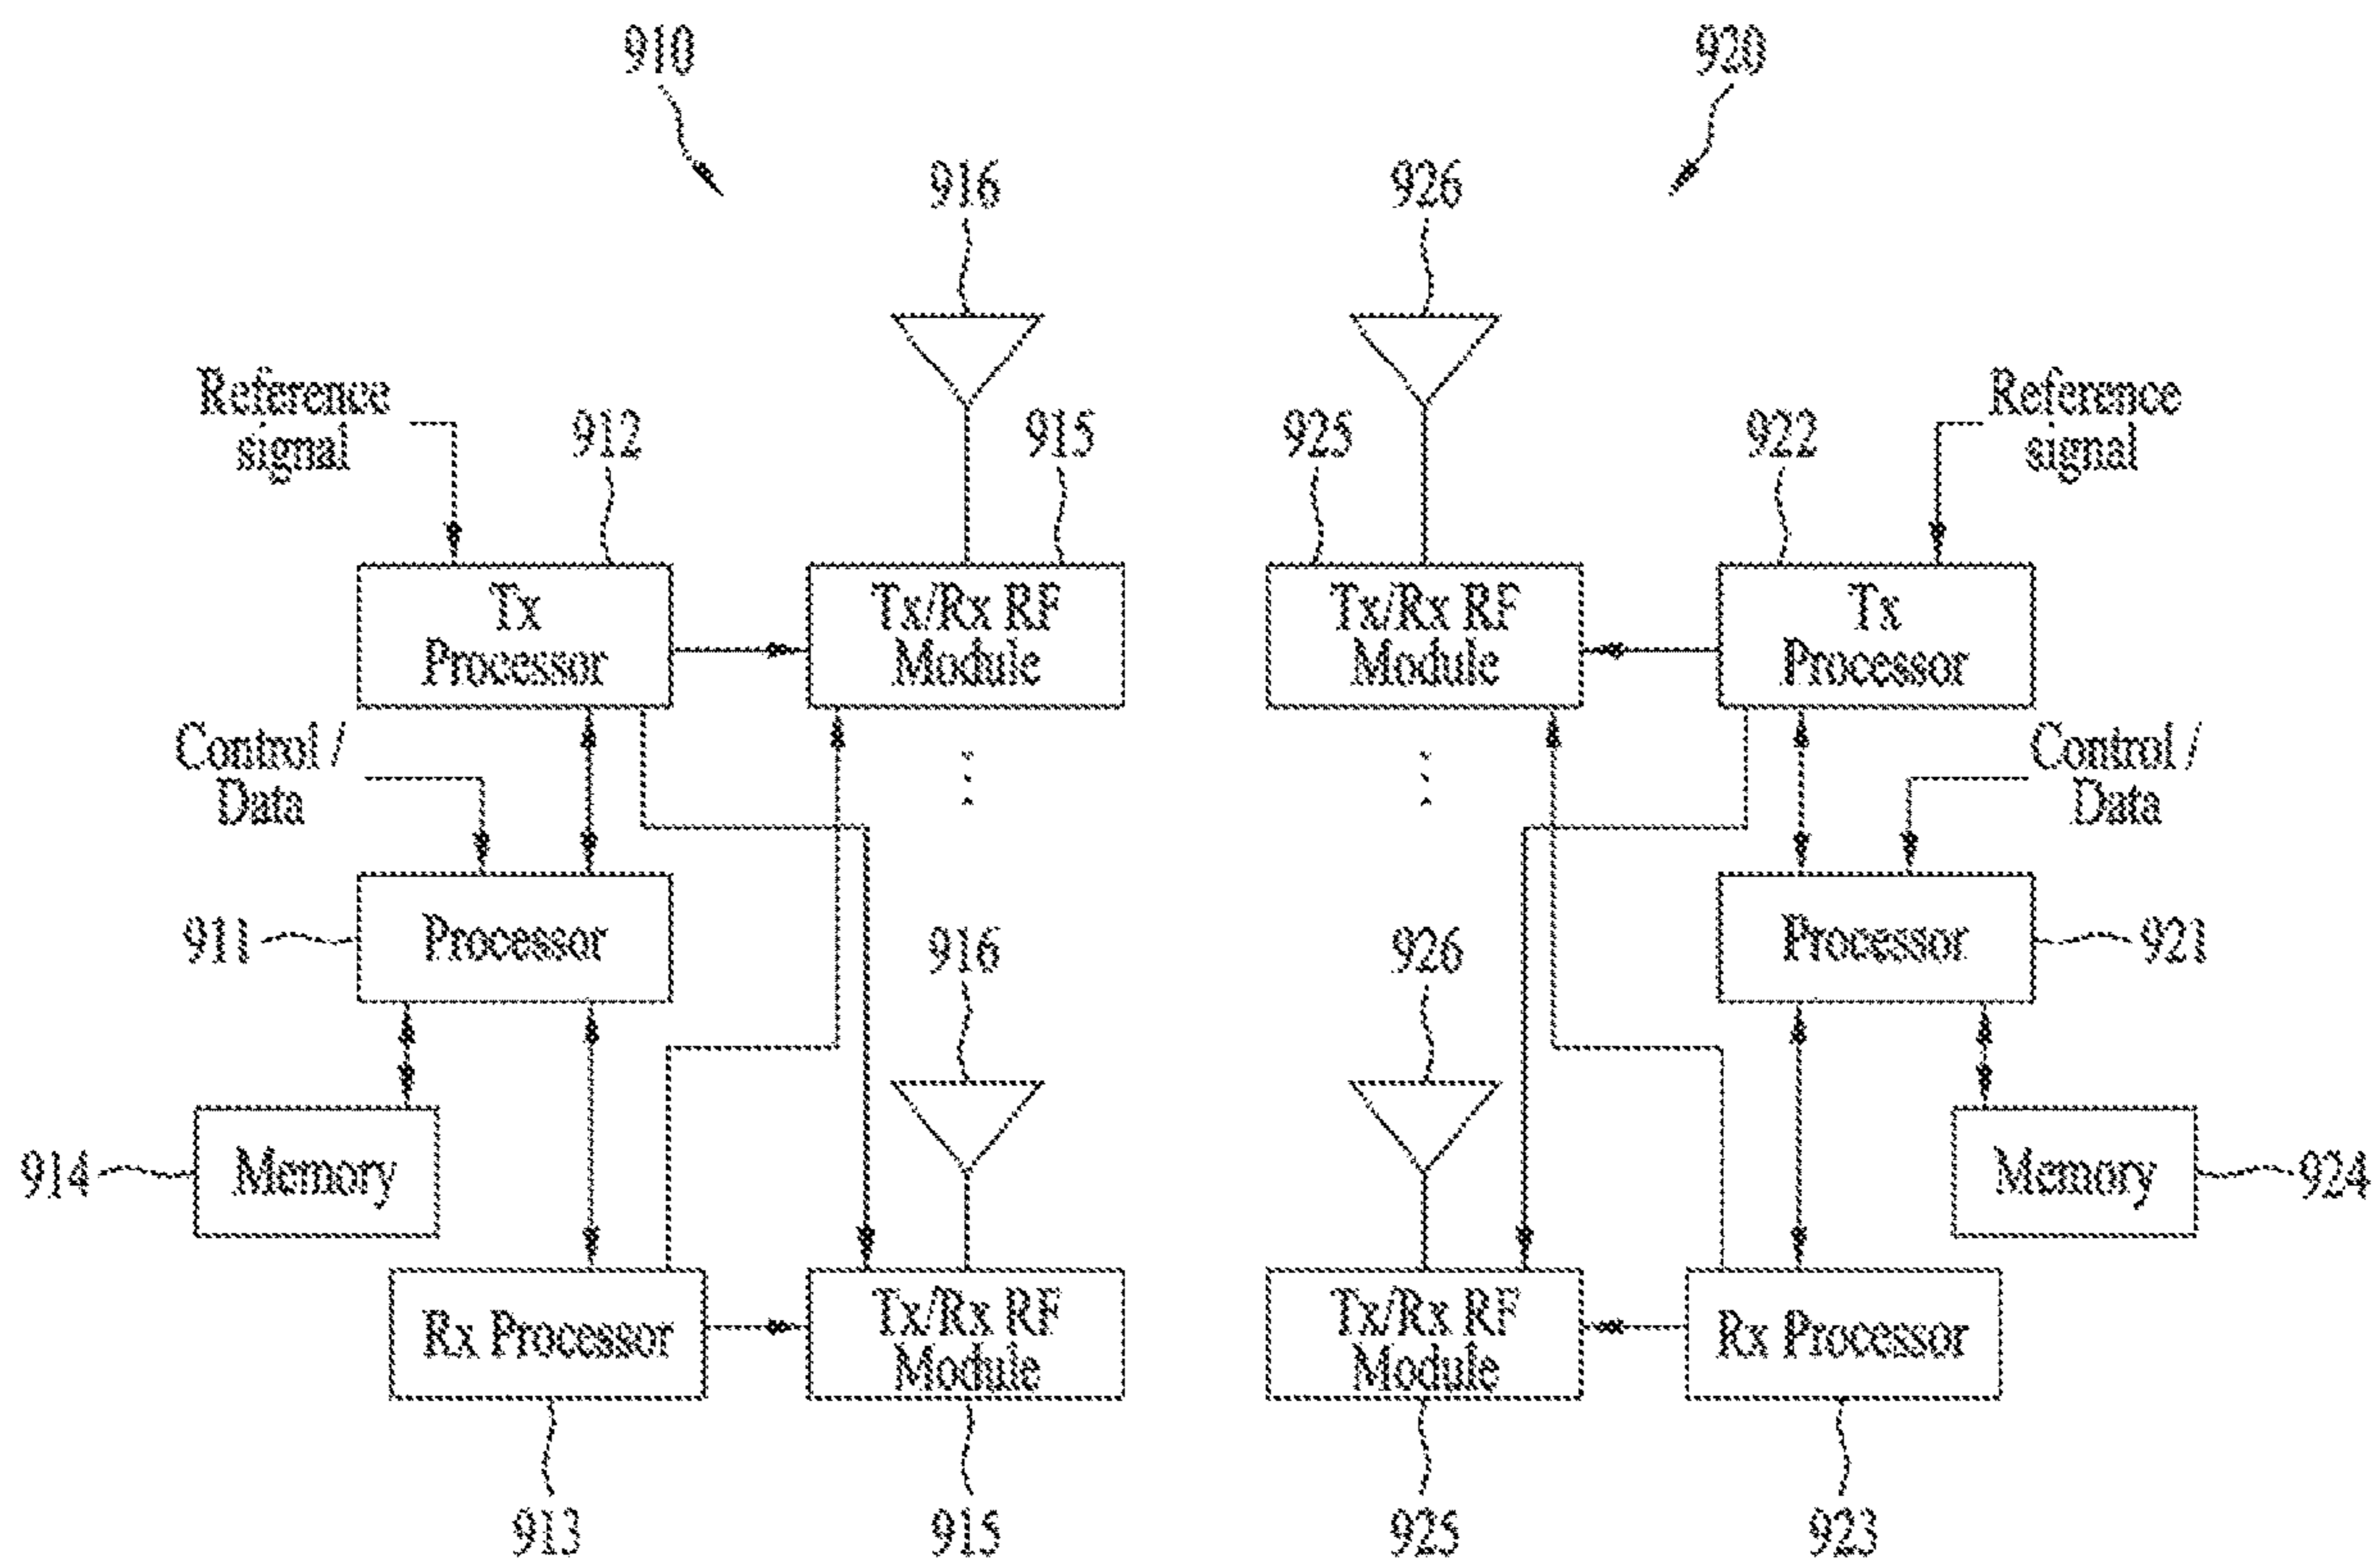 910
920
916
926
Reference
signal
912
915
925
922
Reference
signal
Tx
Processor
Tx/Rx RF
Module
Tx/Rx RF
Module
Tx
Processor
Control /
Data
Control /
Data
911
Processor
916
926
Processor
921
914
Memory
Memory
924
Rx Processor
Tx/Rx RF
Module
Tx/Rx RF
Module
Rx Processor
913
915
925
923